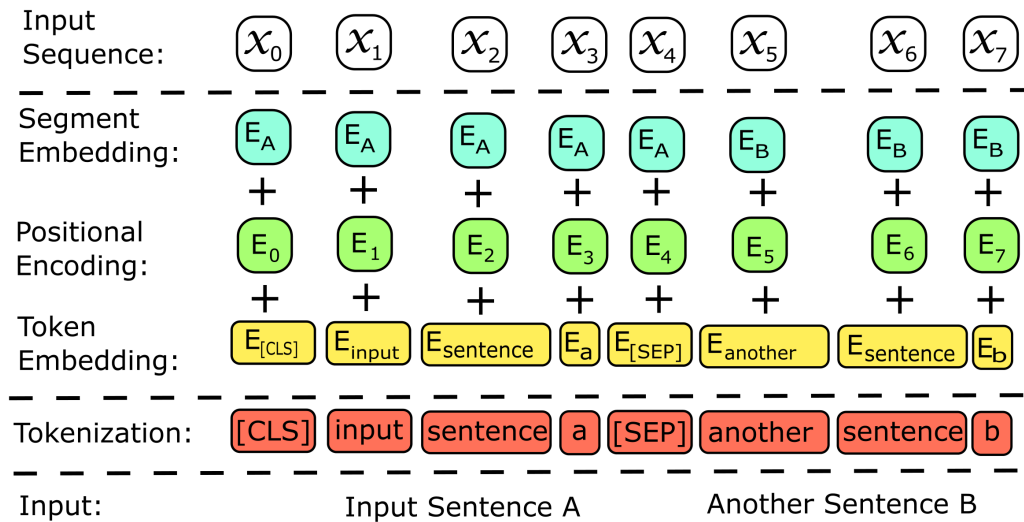 Input Sequence: x0 x1 x2 x3 x4 x5 x6 x7
Segment Embedding: EA EA EA EA EA EB EB EB
+ + + + + + + +
Positional Encoding: E0 E1 E2 E3 E4 E5 E6 E7
+ + + + + + + +
Token Embedding: E[CLS] Einput Esentence Ea E[SEP] Eanother Esentence Eb
Tokenization: [CLS] input sentence a [SEP] another sentence b
Input: Input Sentence A Another Sentence B